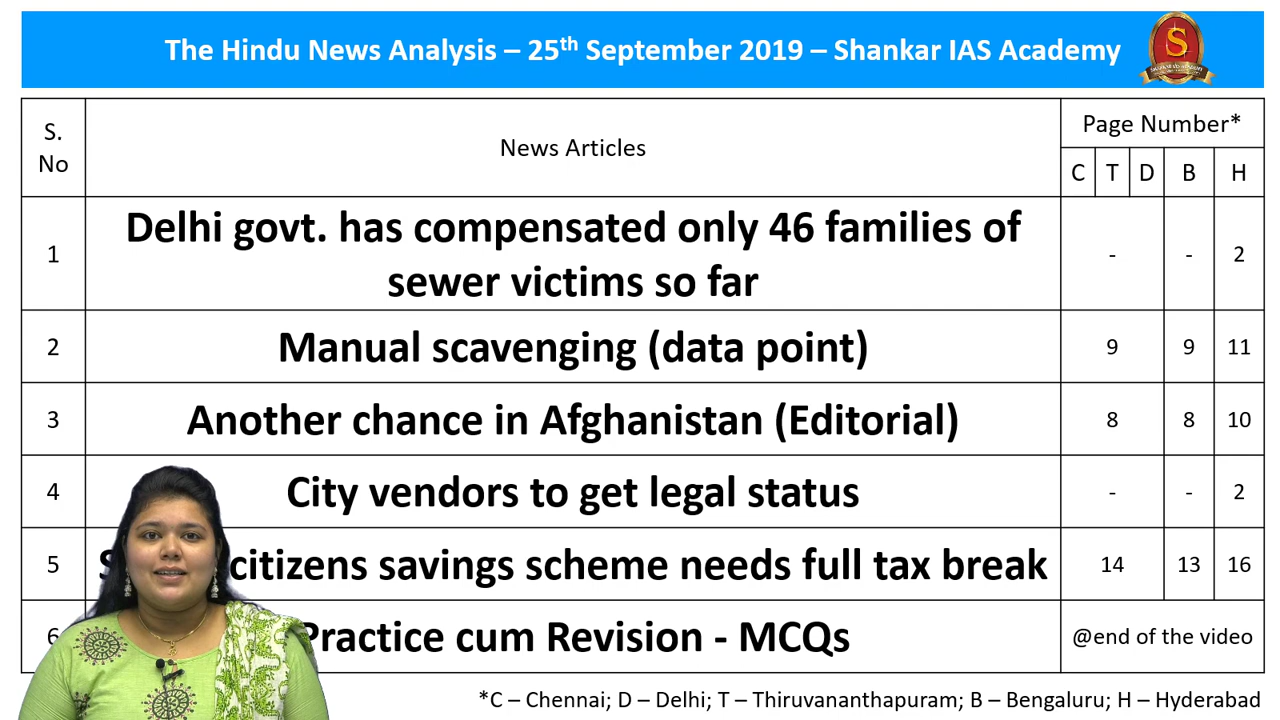 The Hindu News Analysis – 25th September 2019 – Shankar IAS Academy
S
S. No
News Articles
Page Number*
C T D B H
1
Delhi govt. has compensated only 46 families of
sewer victims so far
- - 2
2 Manual scavenging (data point) 9 9 11
3 Another chance in Afghanistan (Editorial) 8 8 10
4 City vendors to get legal status - - 2
5 citizens savings scheme needs full tax break 14 13 16
6 Practice cum Revision - MCQs @end of the video
*C – Chennai; D – Delhi; T – Thiruvananthapuram; B – Bengaluru; H – Hyderabad